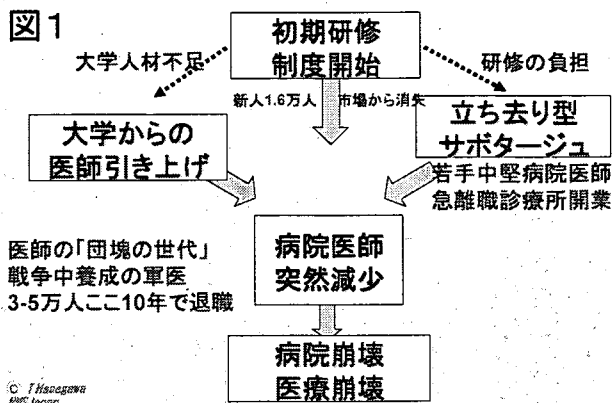 図1
初期研修
制度開始
大学人材不足
研修の負担
新人1.6万人 市場から消失
大学からの
医師引き上げ
立ち去り型
サボタージュ
若手中堅病院医師
急離職診療所開業
医師の「団塊の世代」
戦争中養成の軍医
3-5万人ここ10年で退職
病院医師
突然減少
病院崩壊
医療崩壊